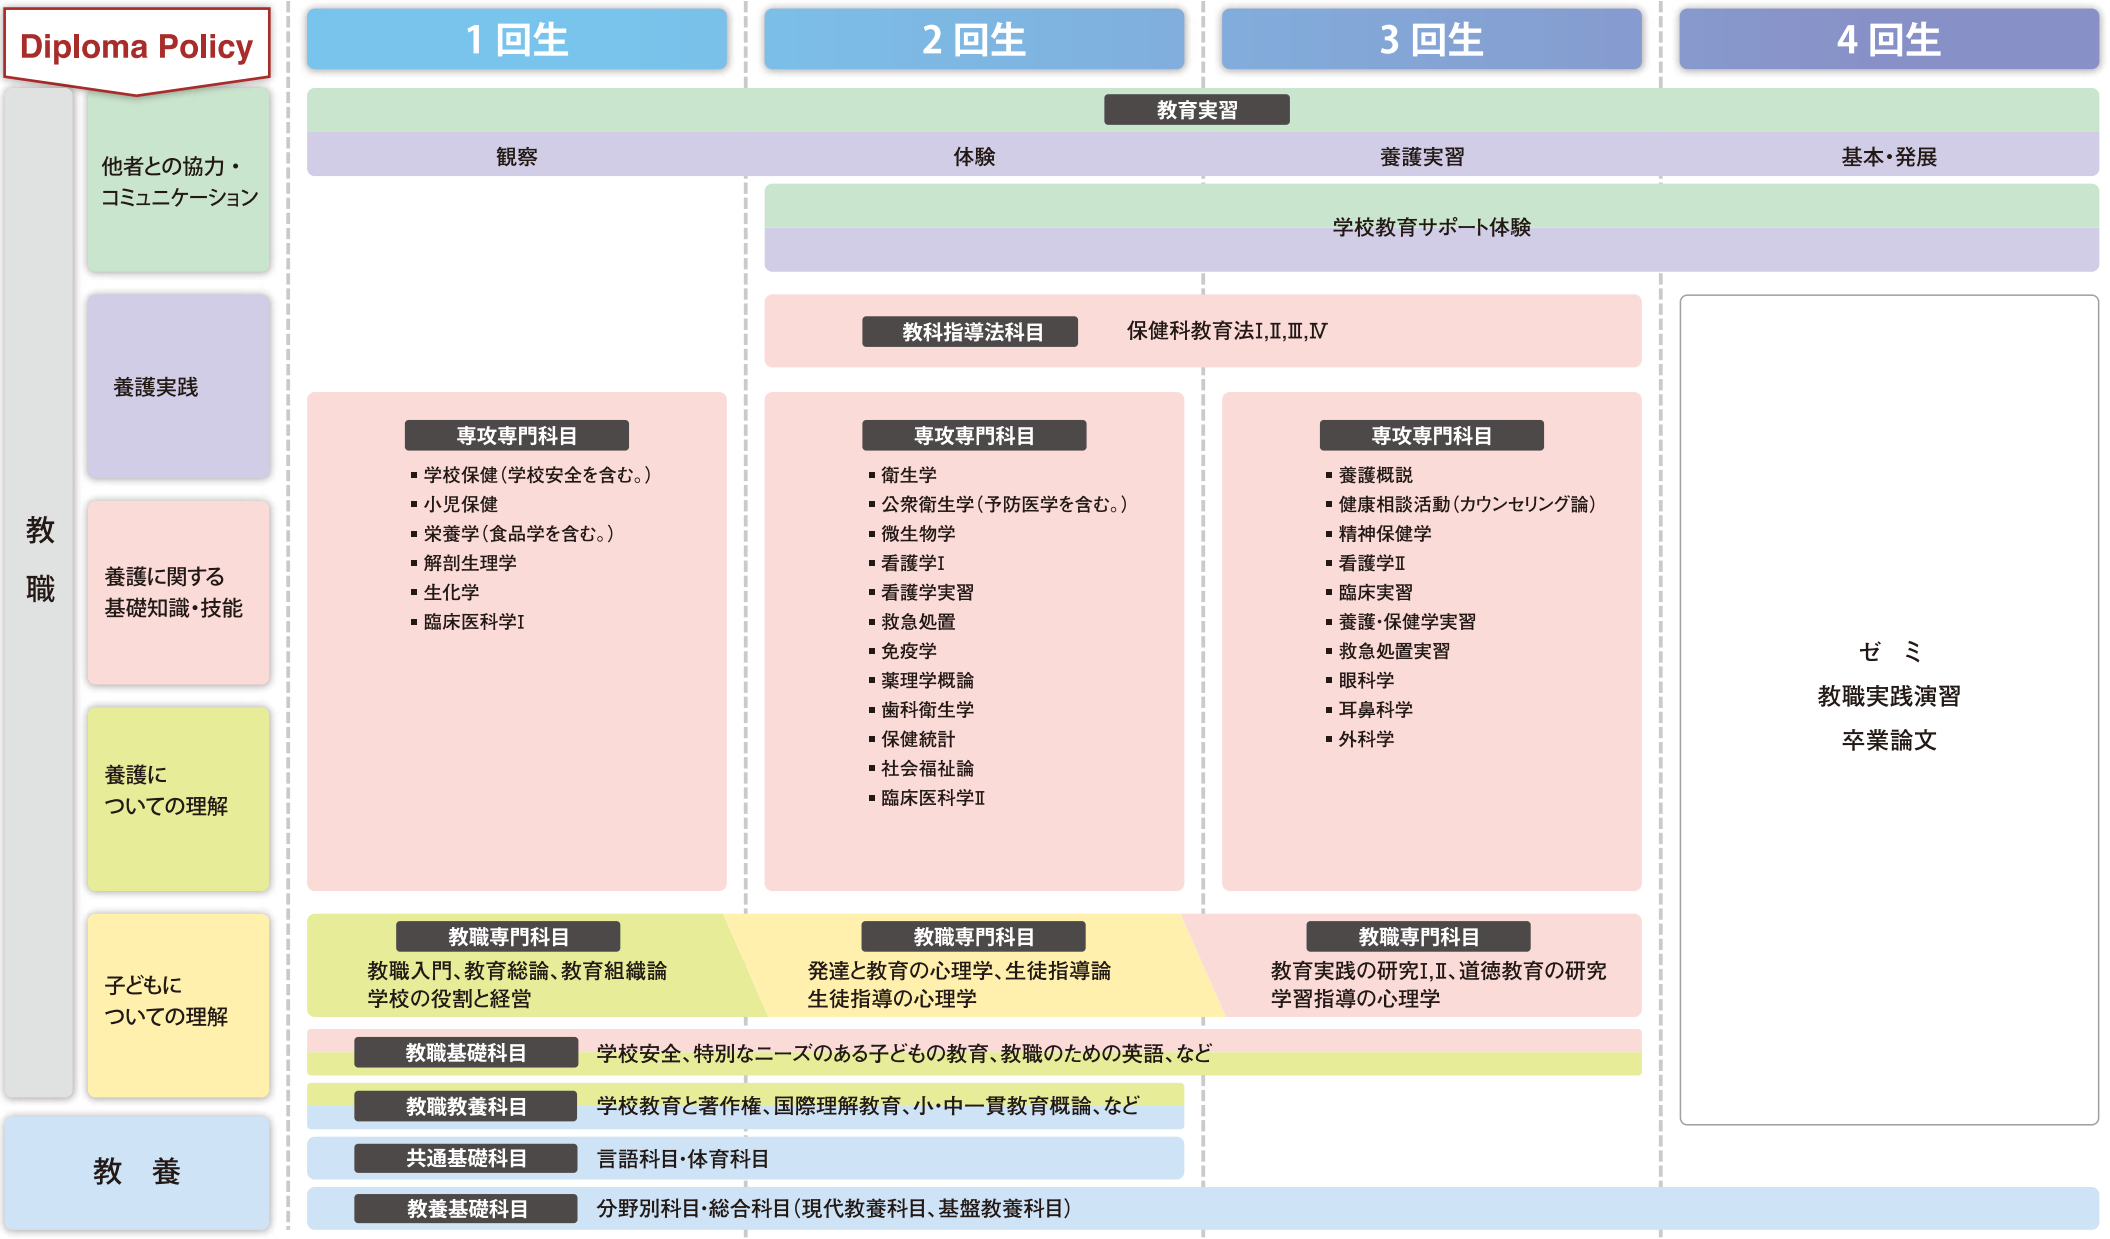 Diploma Policy
1 回生
2 回生
3 回生
4 回生
教職
他者との協力・
コミュニケーション
養護実践
養護に関する
基礎知識・技能
養護に
ついての理解
子どもに
ついての理解
教 養
教育実習
観察
体験
養護実習
基本・発展
学校教育サポート体験
教科指導法科目
保健科教育法Ⅰ,Ⅱ,Ⅲ,Ⅳ
専攻専門科目
▪ 学校保健（学校安全を含む。）
▪ 小児保健
▪ 栄養学（食品学を含む。）
▪ 解剖生理学
▪ 生化学
▪ 臨床医科学Ⅰ
専攻専門科目
▪ 衛生学
▪ 公衆衛生学（予防医学を含む。）
▪ 微生物学
▪ 看護学Ⅰ
▪ 看護学実習
▪ 救急処置
▪ 免疫学
▪ 薬理学概論
▪ 歯科衛生学
▪ 保健統計
▪ 社会福祉論
▪ 臨床医科学Ⅱ
専攻専門科目
▪ 養護概説
▪ 健康相談活動（カウンセリング論）
▪ 精神保健学
▪ 看護学Ⅱ
▪ 臨床実習
▪ 養護・保健学実習
▪ 救急処置実習
▪ 眼科学
▪ 耳鼻科学
▪ 外科学
ゼ ミ
教職実践演習
卒業論文
教職専門科目
教職入門、教育総論、教育組織論
学校の役割と経営
教職専門科目
発達と教育の心理学、生徒指導論
生徒指導の心理学
教職専門科目
教育実践の研究Ⅰ,Ⅱ、道徳教育の研究
学習指導の心理学
教職基礎科目
学校安全、特別なニーズのある子どもの教育、教職のための英語、など
教職教養科目
学校教育と著作権、国際理解教育、小・中一貫教育概論、など
共通基礎科目
言語科目・体育科目
教養基礎科目
分野別科目・総合科目（現代教養科目、基盤教養科目）